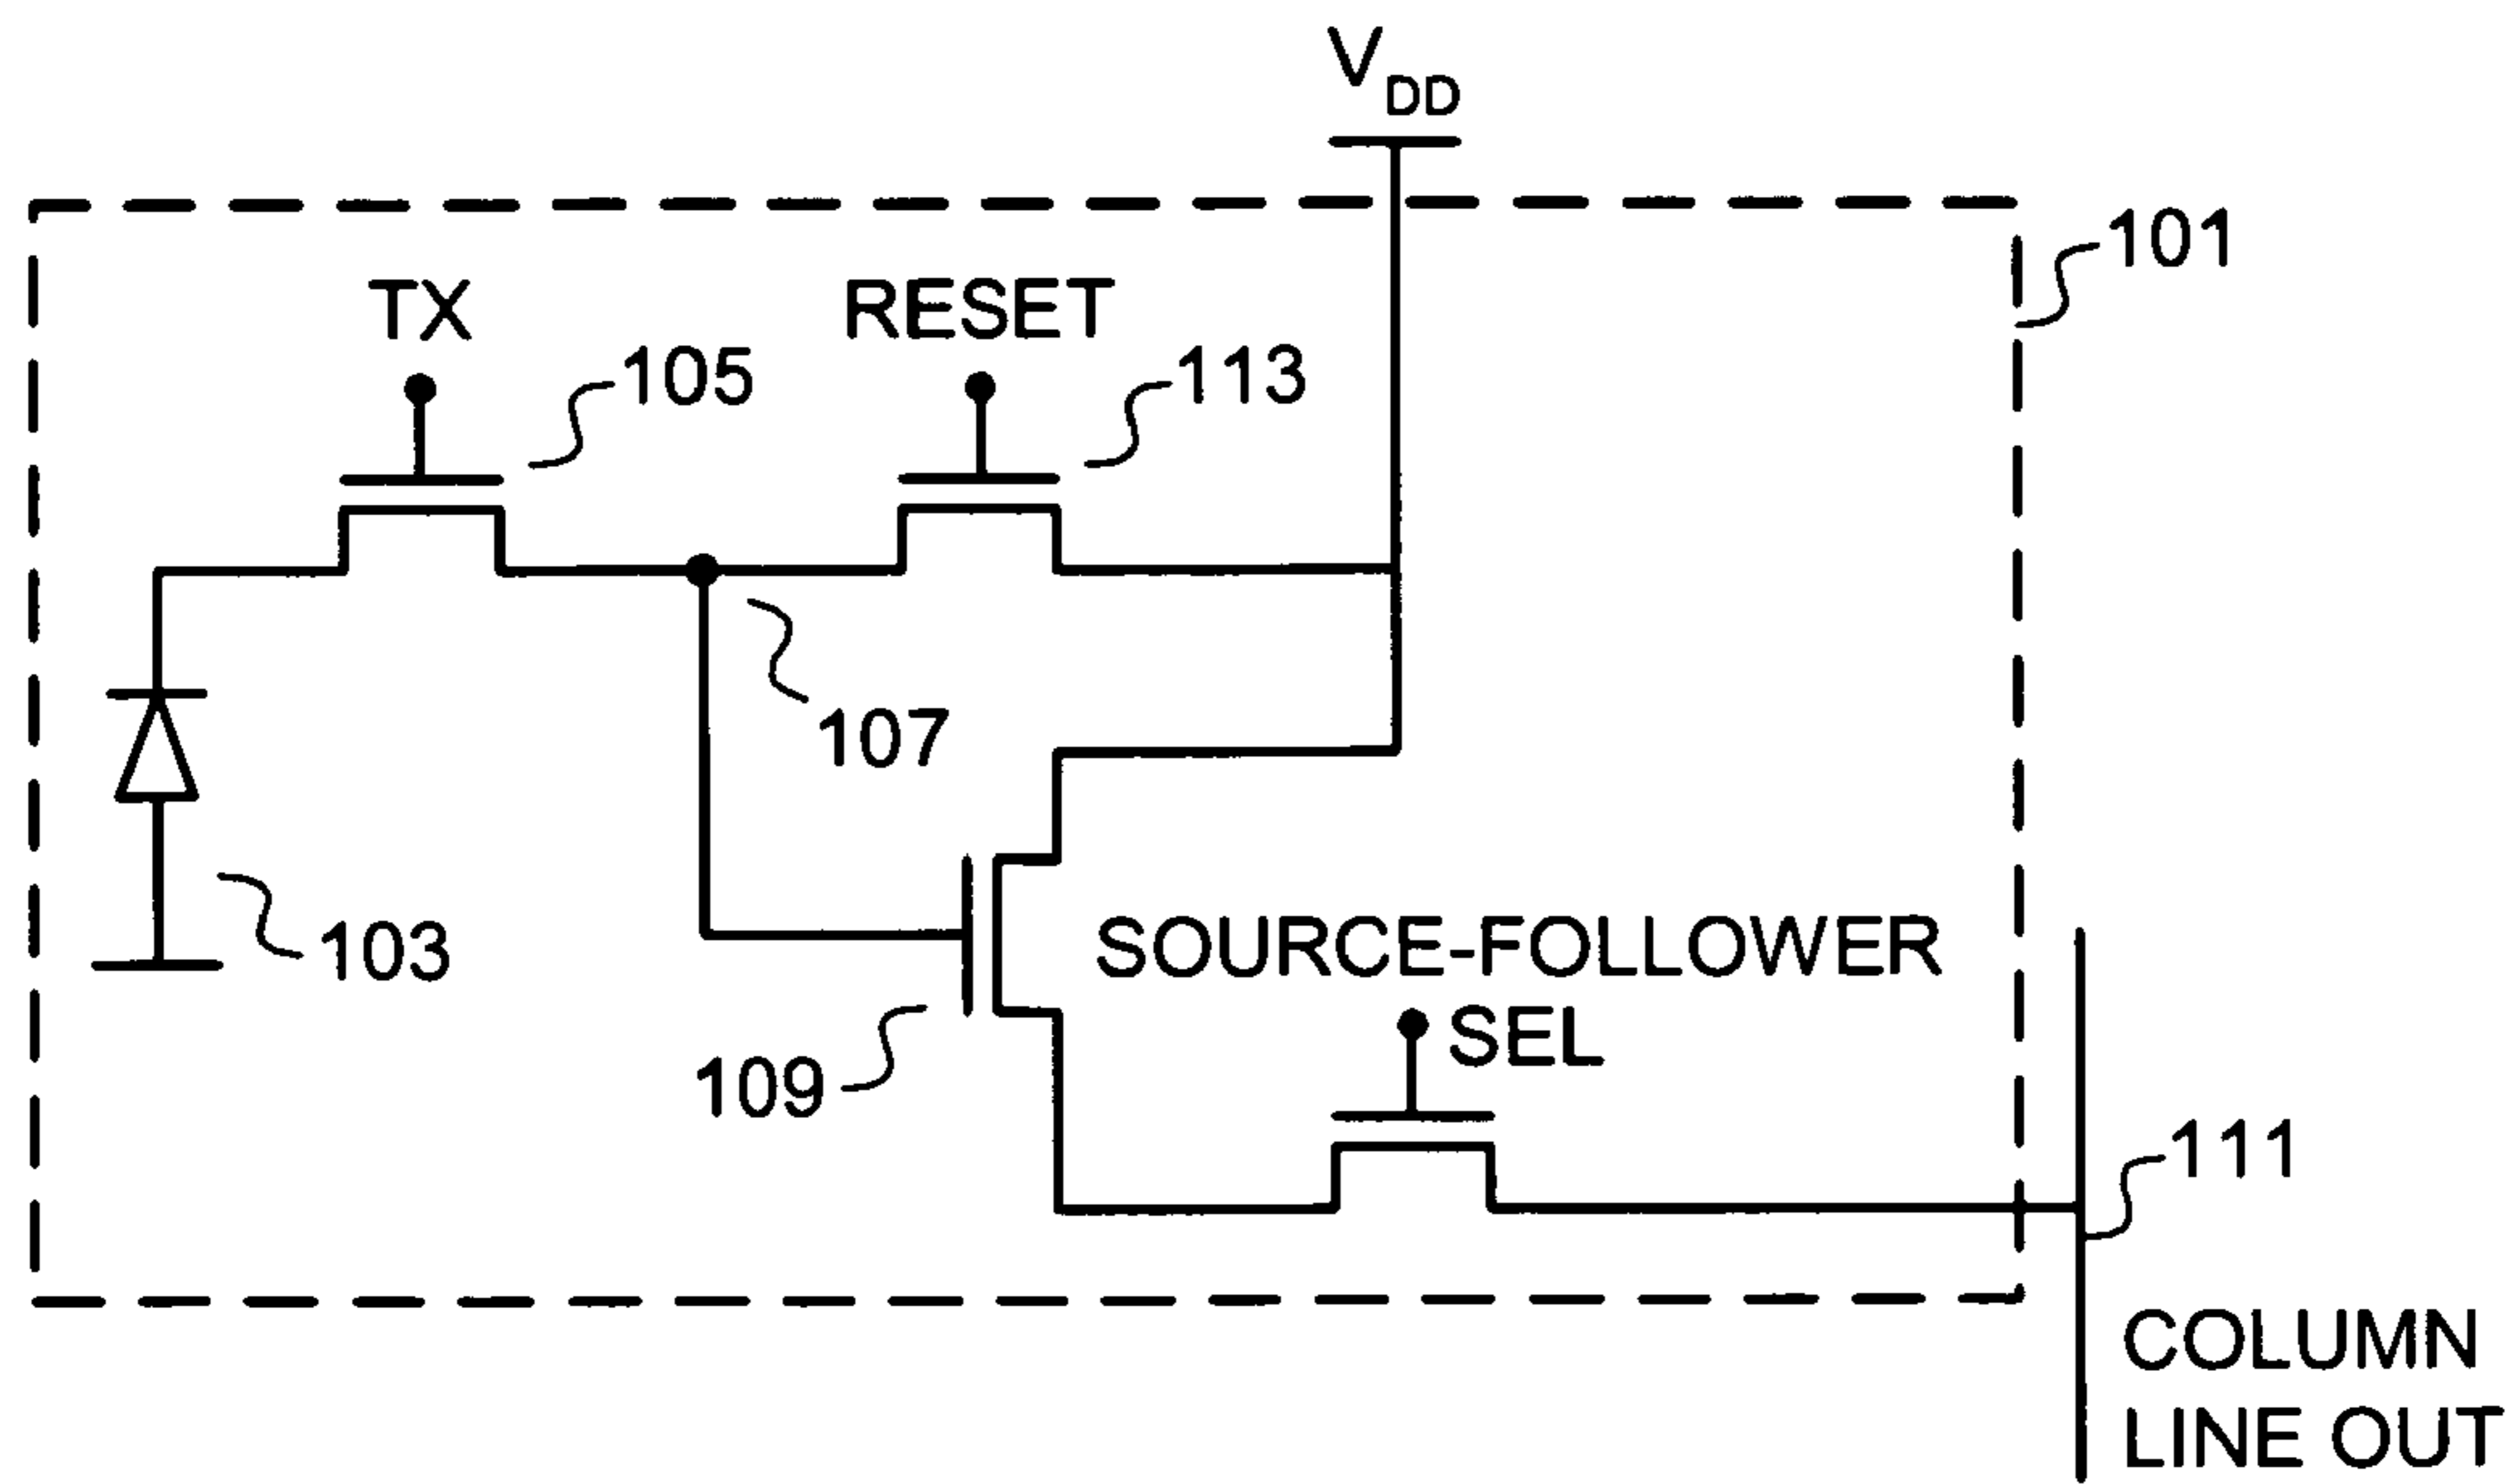 VDD
101
TX
RESET
105
113
107
103
SOURCE-FOLLOWER
SEL
109
111
COLUMN
LINE OUT